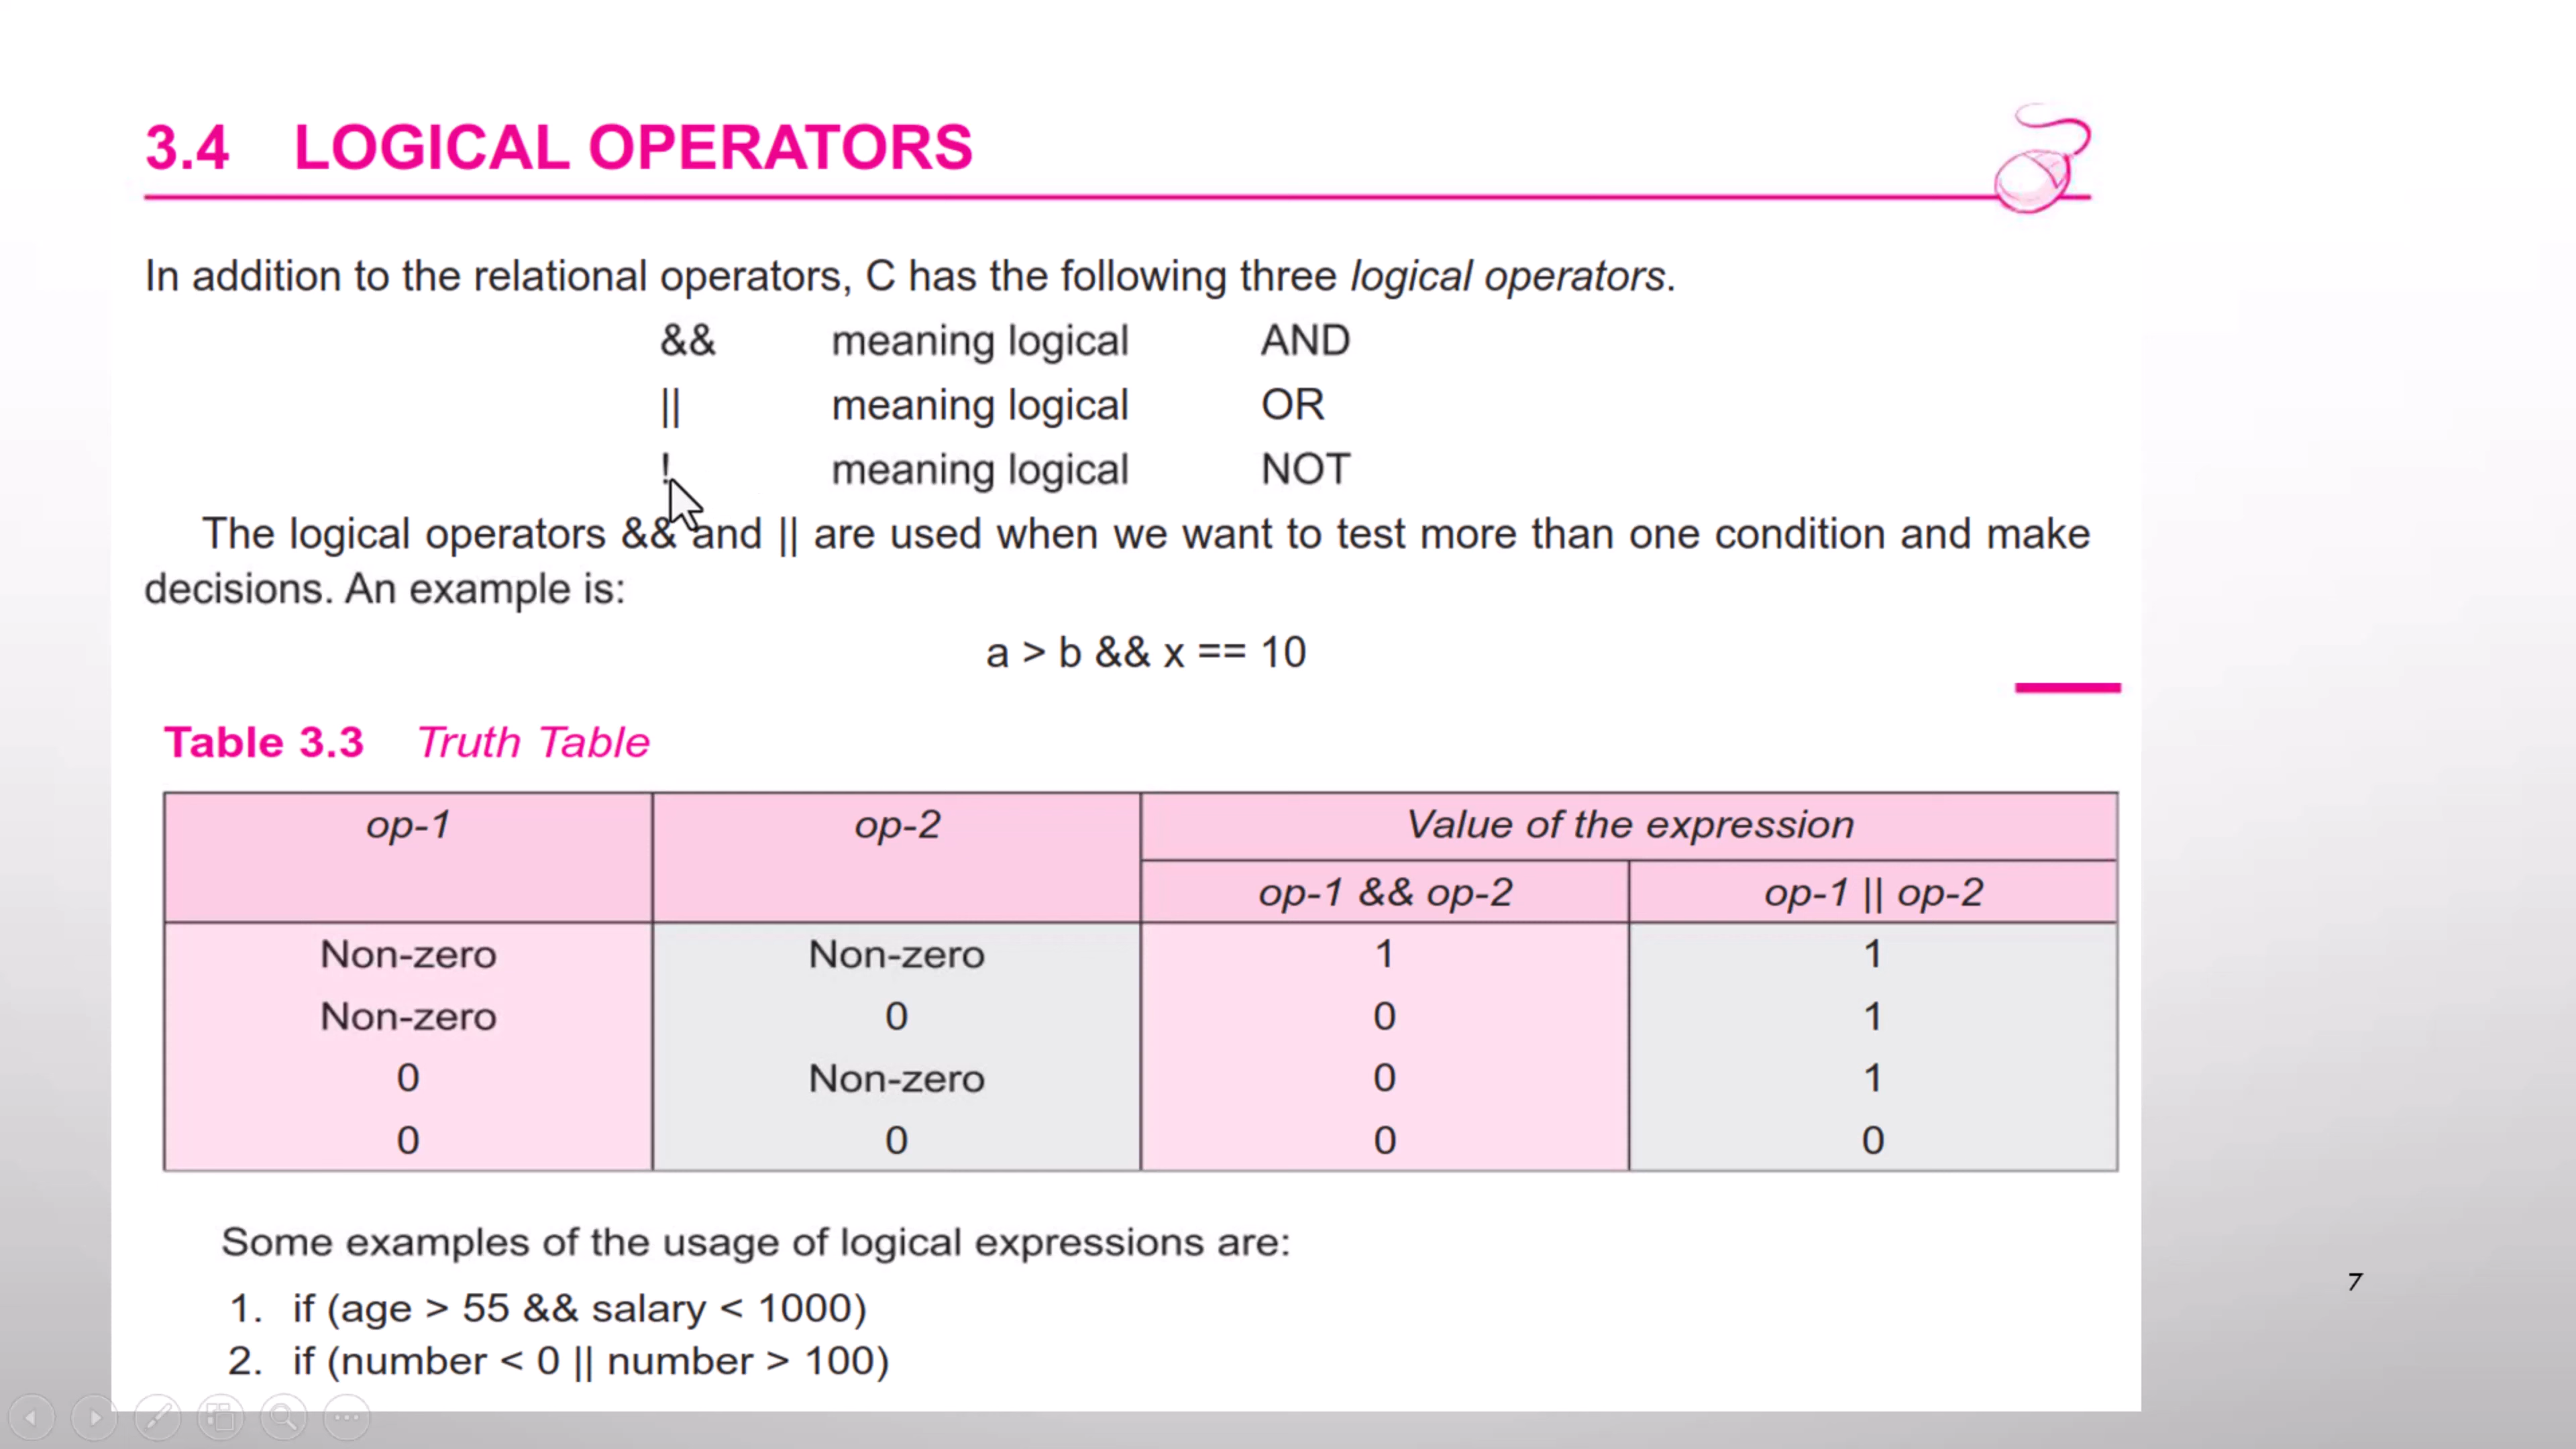 3.4 LOGICAL OPERATORS
In addition to the relational operators, C has the following three logical operators.
&& meaning logical AND
|| meaning logical OR
! meaning logical NOT
The logical operators && and || are used when we want to test more than one condition and make
decisions. An example is:
a > b && x == 10
Table 3.3 Truth Table
op-1 op-2 Value of the expression
op-1 && op-2 op-1 || op-2
Non-zero Non-zero 1 1
Non-zero 0 0 1
0 Non-zero 0 1
0 0 0 0
Some examples of the usage of logical expressions are:
1. if (age > 55 && salary < 1000)
2. if (number < 0 || number > 100)
7